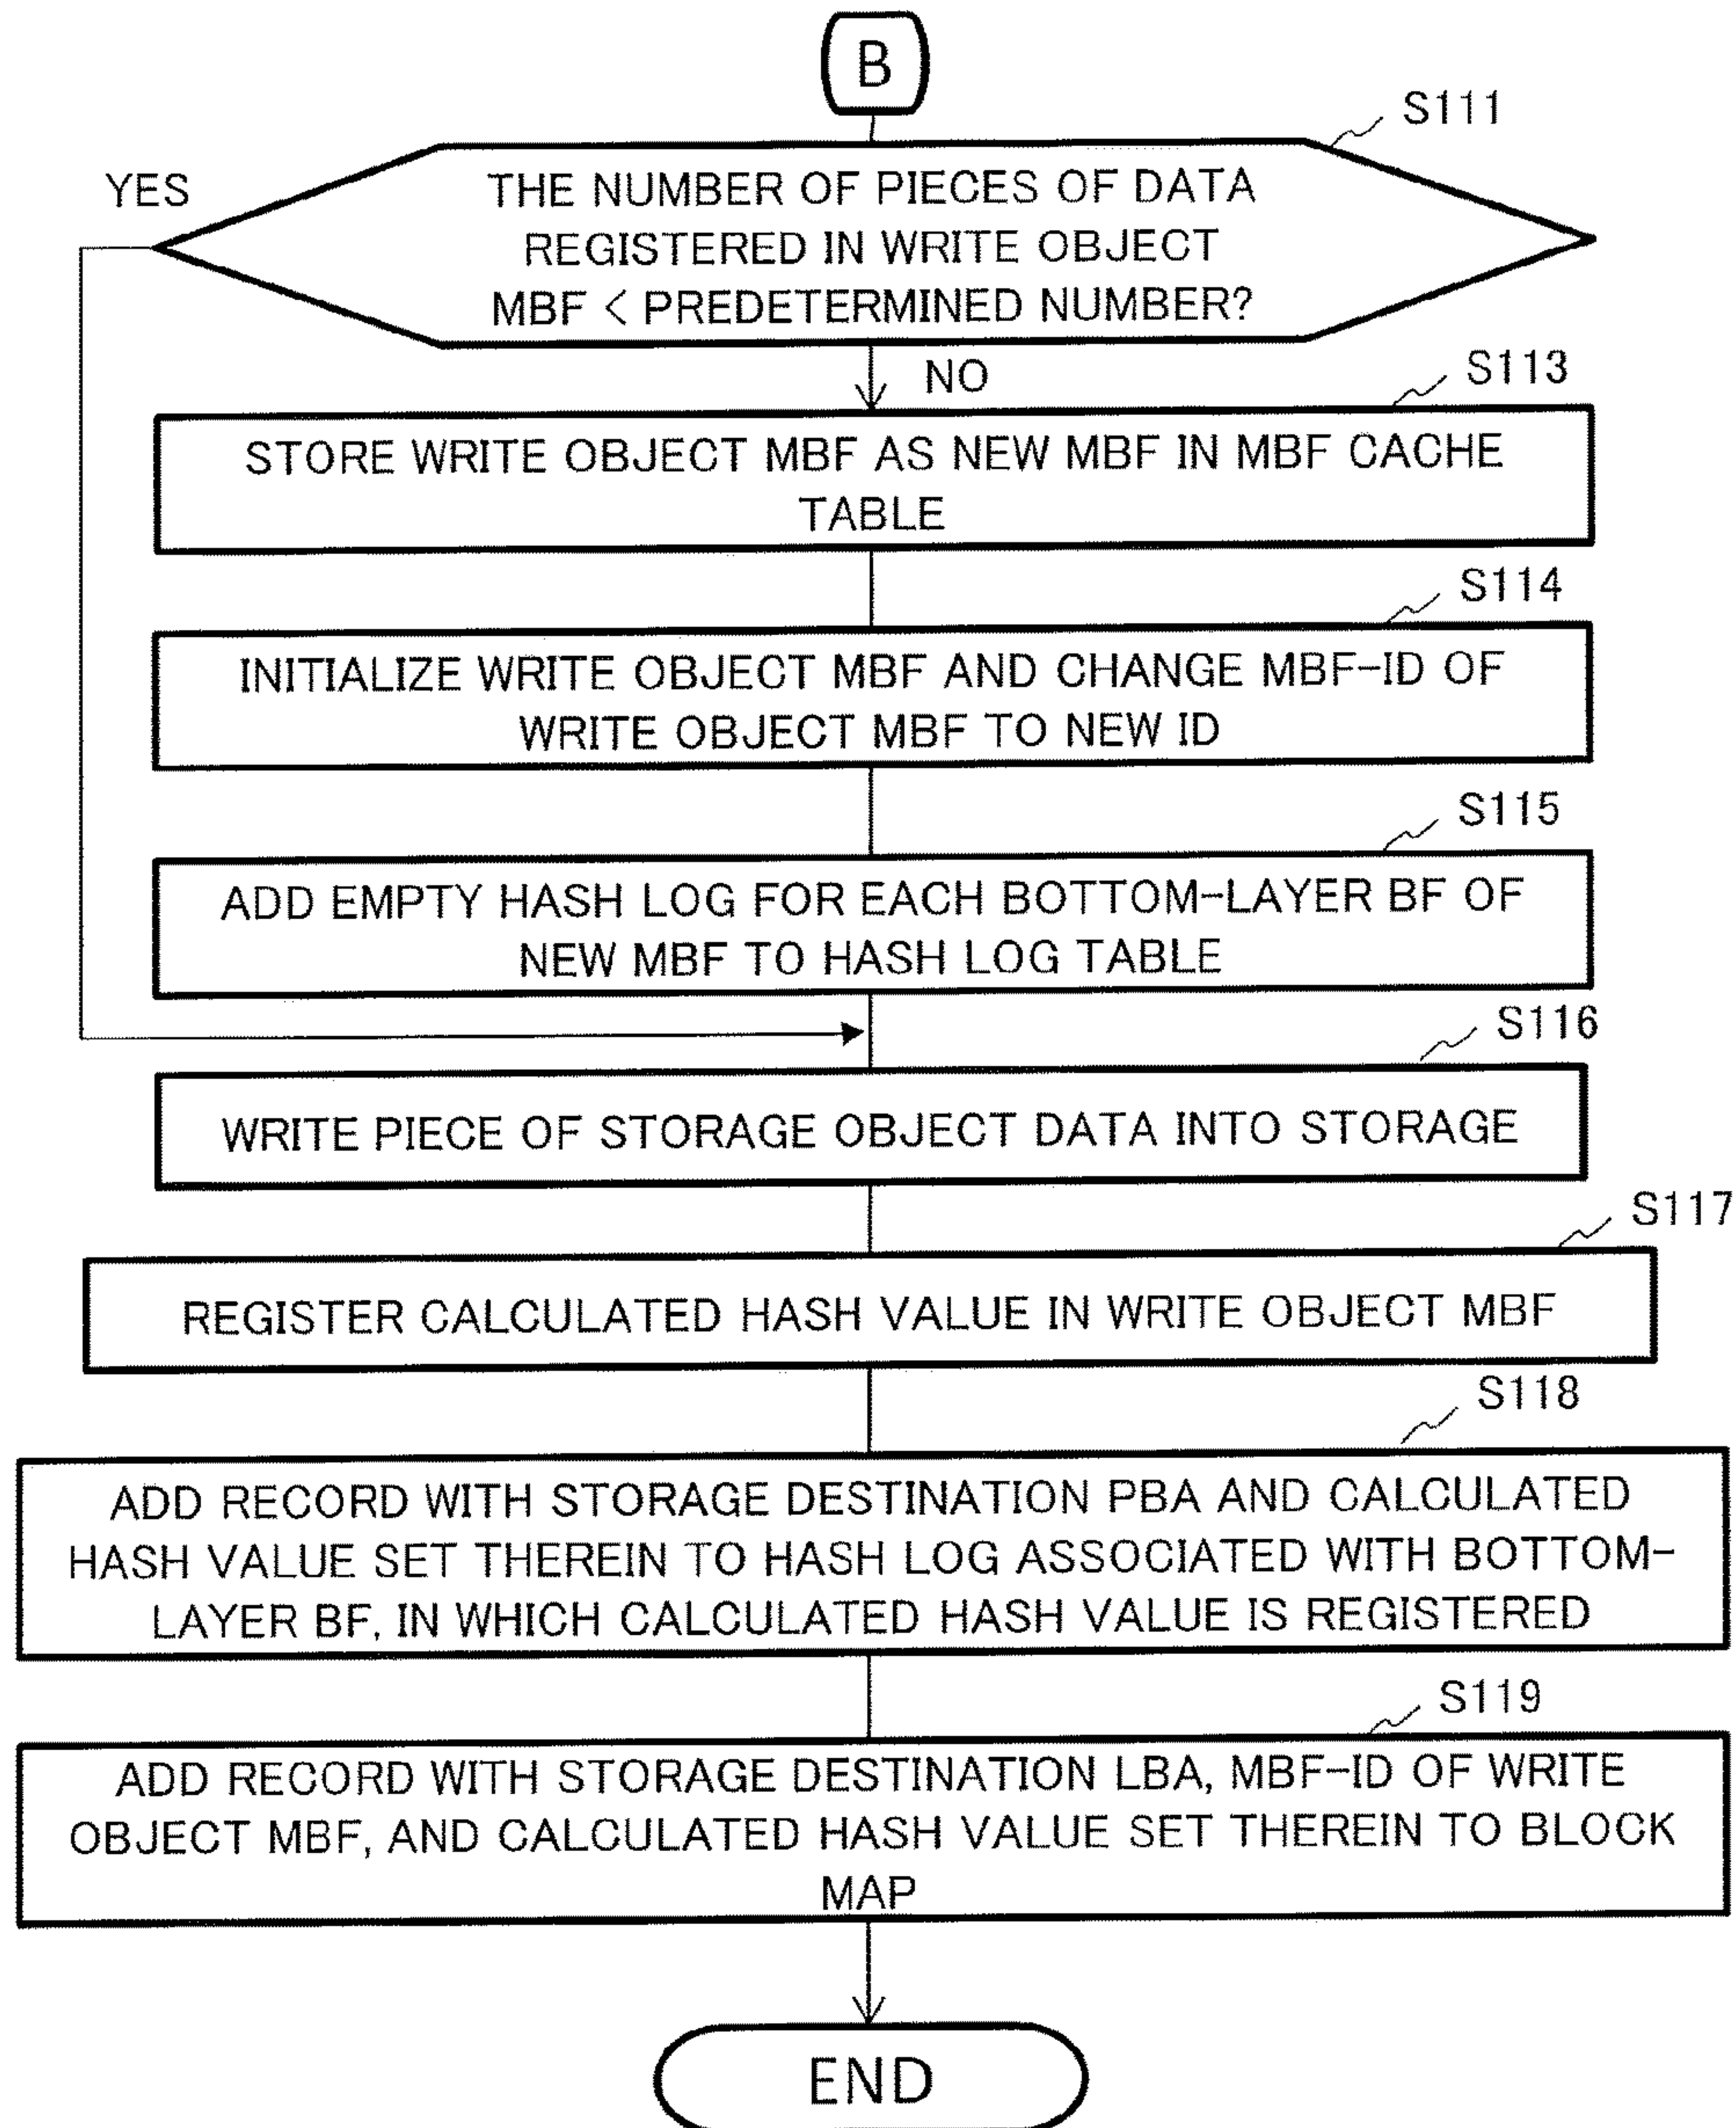 B
S111
YES
THE NUMBER OF PIECES OF DATA
REGISTERED IN WRITE OBJECT
MBF < PREDETERMINED NUMBER?
NO
S113
STORE WRITE OBJECT MBF AS NEW MBF IN MBF CACHE
TABLE
S114
INITIALIZE WRITE OBJECT MBF AND CHANGE MBF-ID OF
WRITE OBJECT MBF TO NEW ID
S115
ADD EMPTY HASH LOG FOR EACH BOTTOM-LAYER BF OF
NEW MBF TO HASH LOG TABLE
S116
WRITE PIECE OF STORAGE OBJECT DATA INTO STORAGE
S117
REGISTER CALCULATED HASH VALUE IN WRITE OBJECT MBF
S118
ADD RECORD WITH STORAGE DESTINATION PBA AND CALCULATED
HASH VALUE SET THEREIN TO HASH LOG ASSOCIATED WITH BOTTOM-
LAYER BF, IN WHICH CALCULATED HASH VALUE IS REGISTERED
S119
ADD RECORD WITH STORAGE DESTINATION LBA, MBF-ID OF WRITE
OBJECT MBF, AND CALCULATED HASH VALUE SET THEREIN TO BLOCK
MAP
END